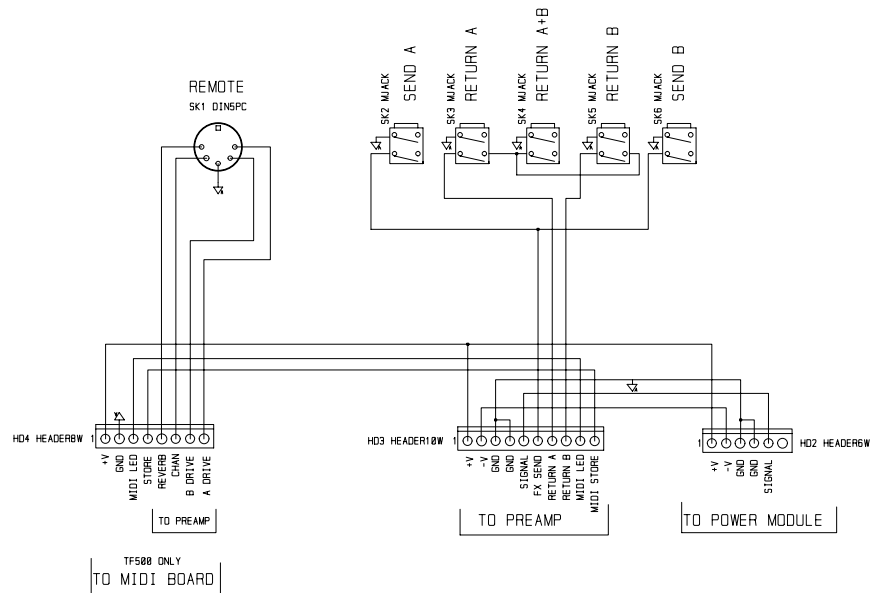 REMOTE
SK1 DIN5PC
SK2 MJACK
SEND A
SK3 MJACK
RETURN A
SK4 MJACK
RETURN A+B
SK5 MJACK
RETURN B
SK6 MJACK
SEND B
HD4 HEADER8W 1
+V
GND
MIDI LED
STORE
REVERB
CHAN
B DRIVE
A DRIVE
TO PREAMP
TF500 ONLY
TO MIDI BOARD
HD3 HEADER10W 1
+V
-V
GND
GND
SIGNAL
FX SEND
RETURN A
RETURN B
MIDI LED
MIDI STORE
TO PREAMP
1 HD2 HEADER6W
+V
-V
GND
GND
SIGNAL
TO POWER MODULE